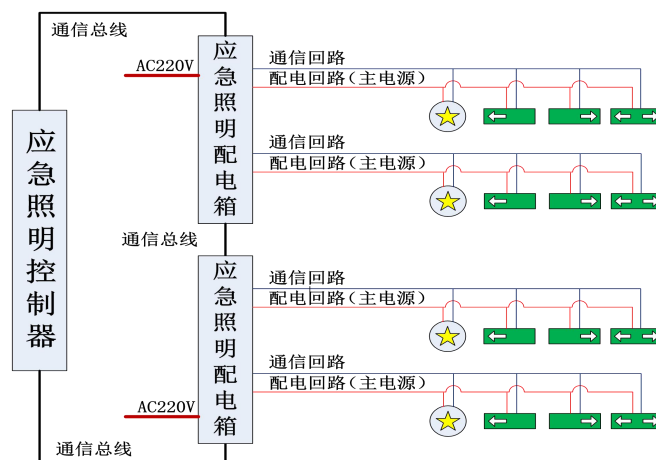 通信总线
AC220V
应急照明配电箱
通信回路
配电回路(主电源)
通信回路
配电回路(主电源)
应急照明控制器
通信总线
应急照明配电箱
通信回路
配电回路(主电源)
通信回路
配电回路(主电源)
AC220V
通信总线